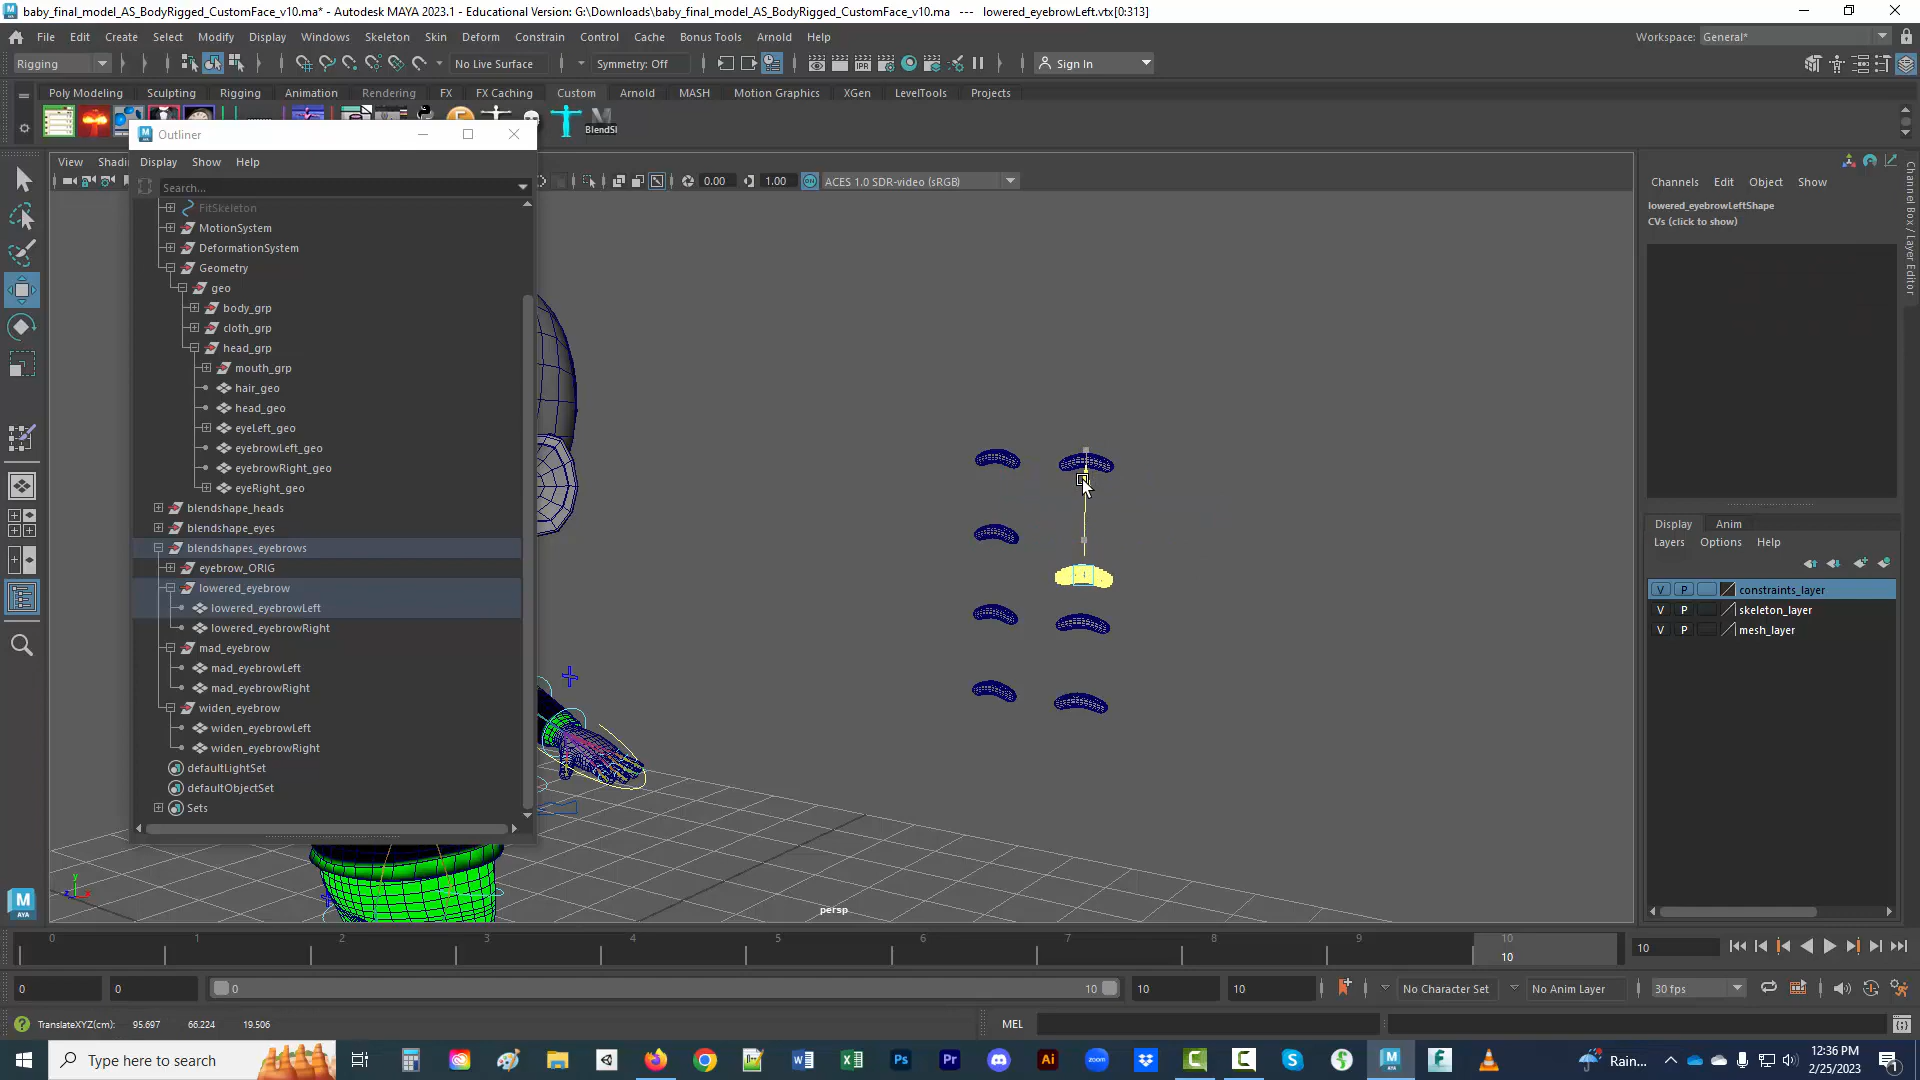 baby_final_model_AS_BodyRigged_CustomFace_v10.ma* - Autodesk MAYA 2023.1 - Educational Version: G:\Downloads\baby_final_model_AS_BodyRigged_CustomFace_v10.ma --- lowered_eyebrowLeft.vtx[0:313]
File Edit Create Select Modify Display Windows Skeleton Skin Deform Constrain Control Cache Bonus Tools Arnold Help
Workspace: General*
Rigging
No Live Surface
Symmetry: Off
Sign In
Poly Modeling Sculpting Rigging Animation Rendering FX FX Caching Custom Arnold MASH Motion Graphics XGen LevelTools Projects
BlendSl
Outliner
View Shadi
Display Show Help
Search...
0.00 1.00 ACES 1.0 SDR-video (sRGB)
FitSkeleton
MotionSystem
DeformationSystem
Geometry
geo
body_grp
cloth_grp
head_grp
mouth_grp
hair_geo
head_geo
eyeLeft_geo
eyebrowLeft_geo
eyebrowRight_geo
eyeRight_geo
blendshape_heads
blendshape_eyes
blendshapes_eyebrows
eyebrow_ORIG
lowered_eyebrow
lowered_eyebrowLeft
lowered_eyebrowRight
mad_eyebrow
mad_eyebrowLeft
mad_eyebrowRight
widen_eyebrow
widen_eyebrowLeft
widen_eyebrowRight
defaultLightSet
defaultObjectSet
Sets
persp
Channels Edit Object Show
lowered_eyebrowLeftShape
CVs (click to show)
Channel Box / Layer Editor
Display Anim
Layers Options Help
V P constraints_layer
V P skeleton_layer
V P mesh_layer
0 1 2 3 4 5 6 7 8 9 10
10
10
0 0 0 10 10 10 No Character Set No Anim Layer 30 fps
TranslateXYZ(cm): 95.697 66.224 19.506
MEL
Type here to search
Rain...
12:36 PM
2/25/2023
1